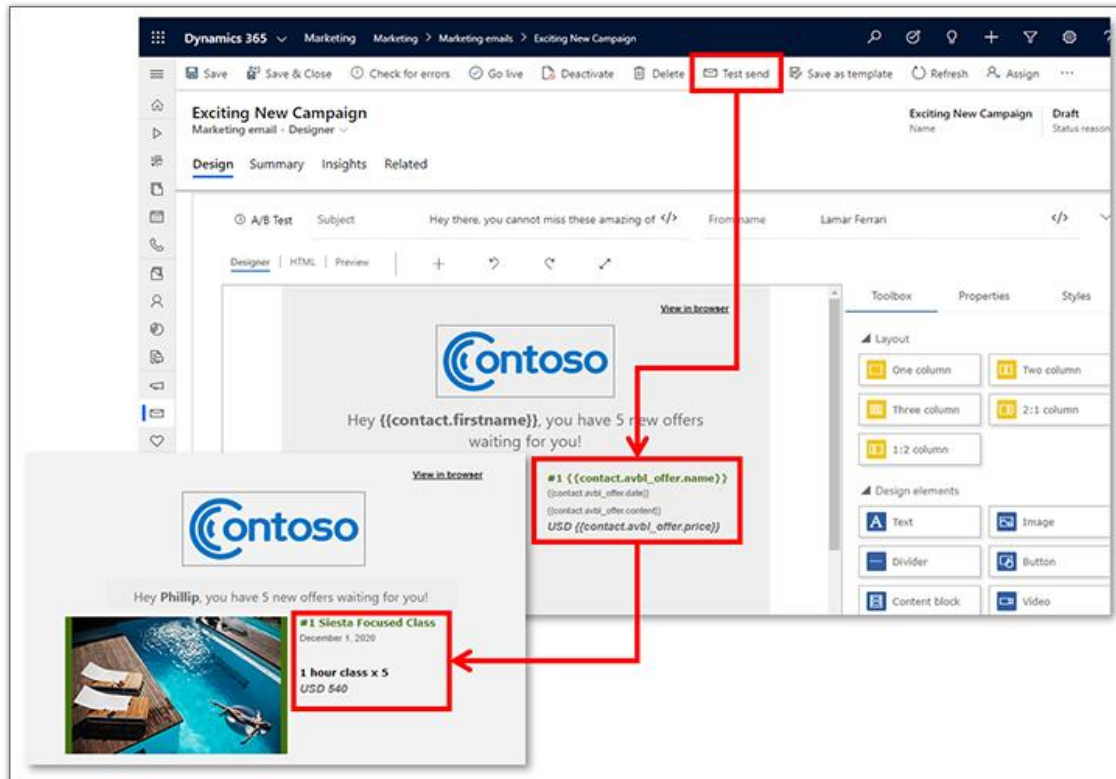 Dynamics 365 Marketing Marketing > Marketing emails > Exciting New Campaign
Save Save & Close Check for errors Go live Deactivate Delete Test send Save as template Refresh Assign ...
Exciting New Campaign
Marketing email · Designer
Exciting New Campaign
Name
Draft
Status reason
Design Summary Insights Related
A/B Test Subject Hey there, you cannot miss these amazing of </> From name Lamar Ferrari </>
Designer | HTML | Preview
Toolbox Properties Styles
View in browser
Contoso
Hey {{contact.firstname}}, you have 5 new offers
waiting for you!
#1 {{contact.avbl_offer.name}}
{{contact.avbl_offer.date}}
{{contact.avbl_offer.content}}
USD {{contact.avbl_offer.price}}
Layout
One column Two column
Three column 2:1 column
1:2 column
Design elements
Text Image
Divider Button
Content block Video
View in browser
Contoso
Hey Phillip, you have 5 new offers waiting for you!
#1 Siesta Focused Class
December 1, 2020
1 hour class x 5
USD 540